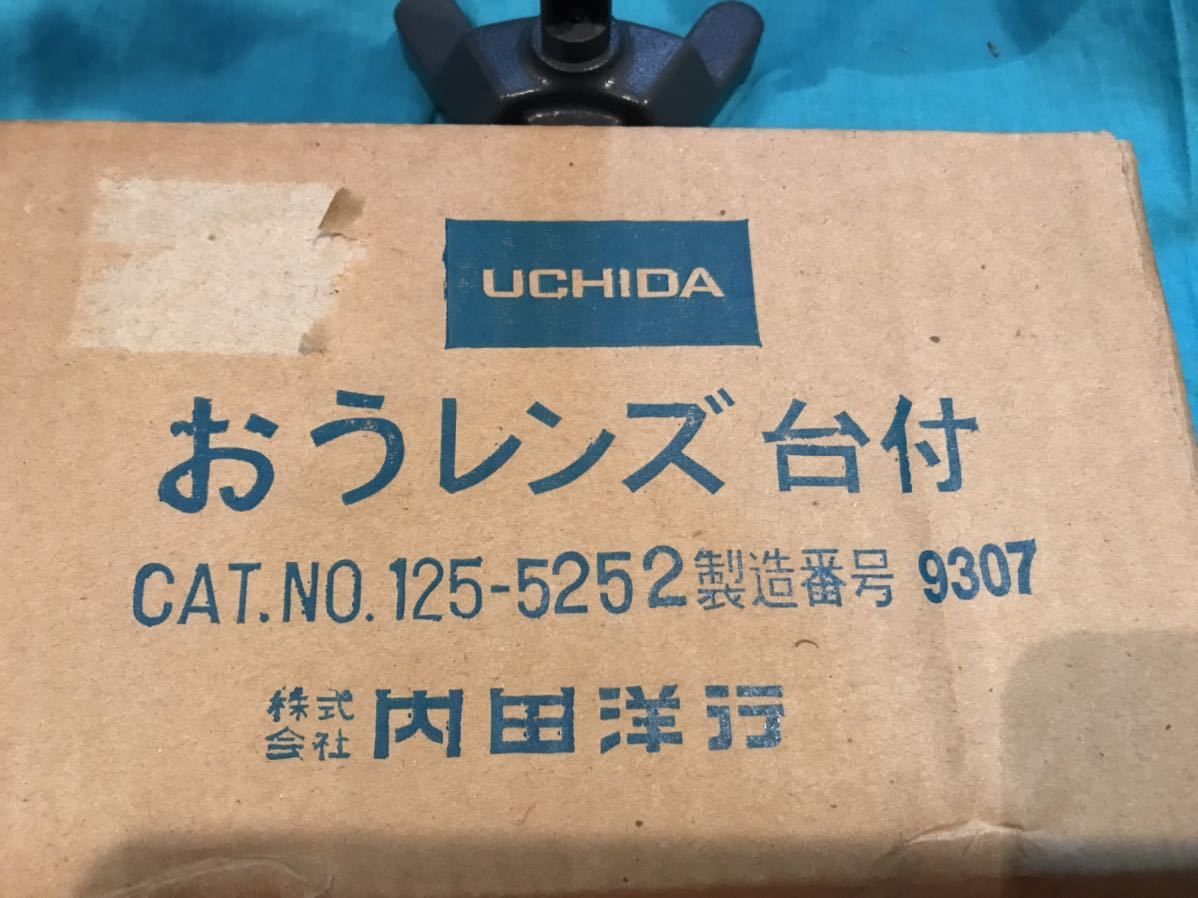 UCHIDA
おうレンズ 台付
CAT.NO.125-5252 製造番号 9307
株式会社 内田洋行